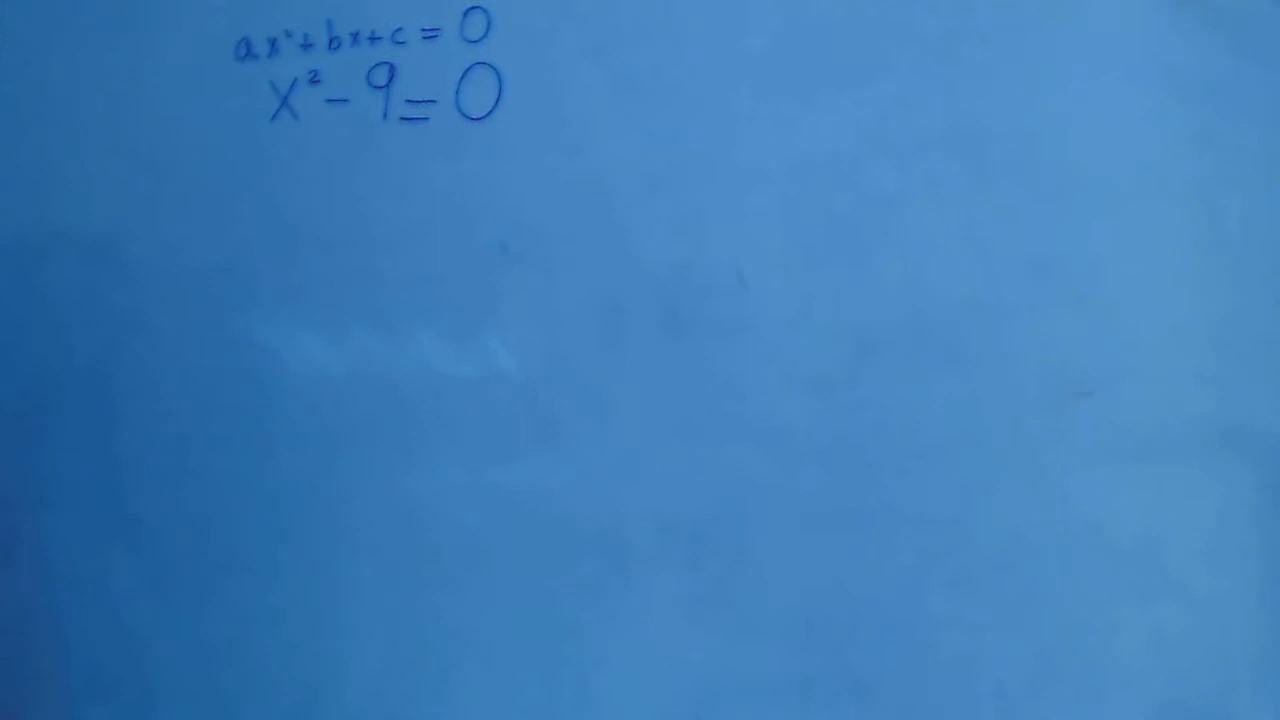 ax²+bx+c = 0
x² - 9 = 0